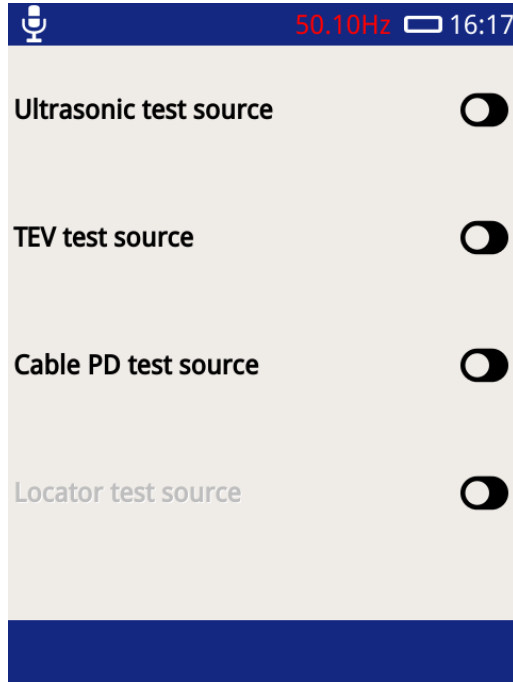 50.10Hz 16:17
Ultrasonic test source
TEV test source
Cable PD test source
Locator test source